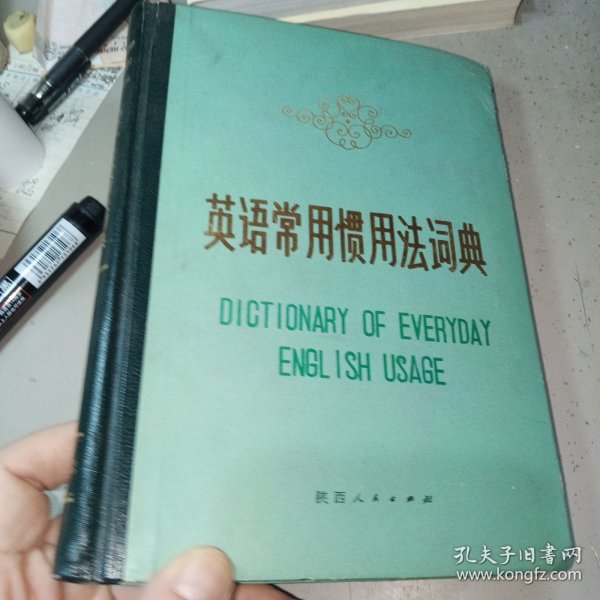 英语常用惯用法词典
DICTIONARY OF EVERYDAY
ENGLISH USAGE
陕西人民出版社
孔夫子旧书网
www.kongfz.com